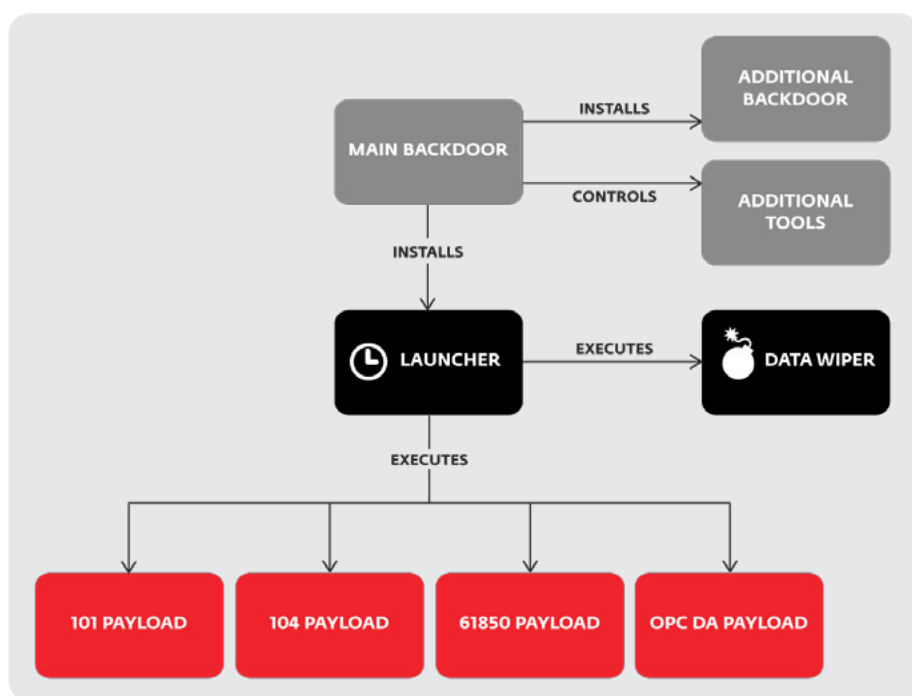 ADDITIONAL
BACKDOOR
INSTALLS
MAIN BACKDOOR
CONTROLS
ADDITIONAL
TOOLS
INSTALLS
LAUNCHER
EXECUTES
DATA WIPER
EXECUTES
101 PAYLOAD
104 PAYLOAD
61850 PAYLOAD
OPC DA PAYLOAD